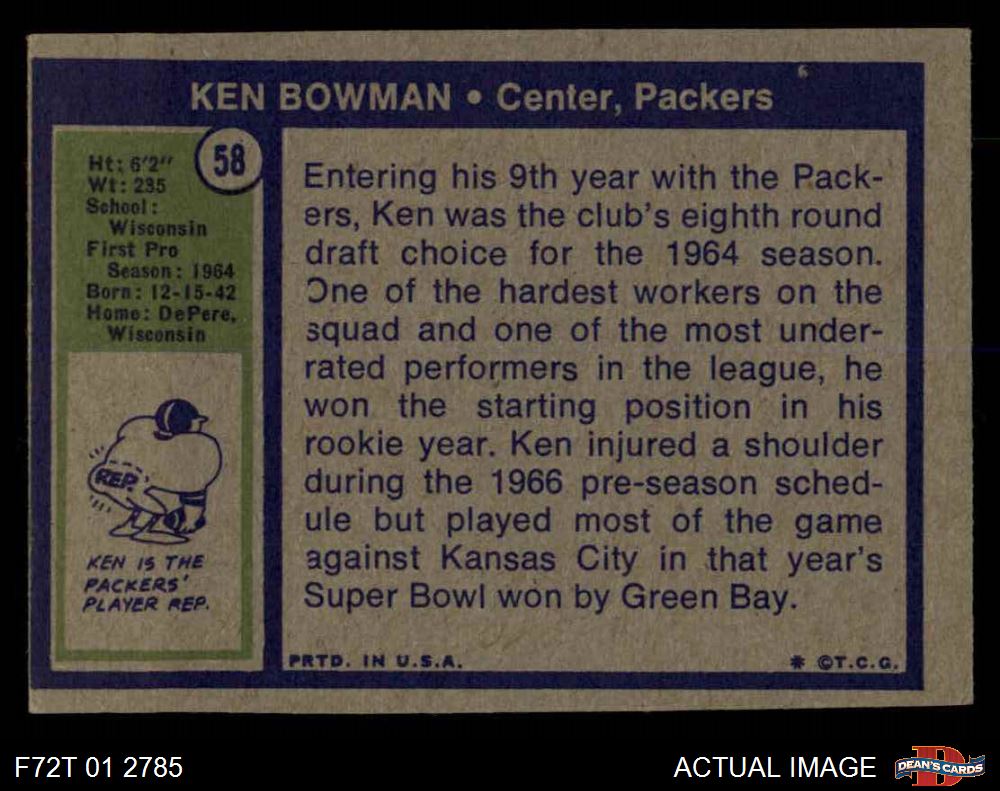 KEN BOWMAN • Center, Packers
58
Ht: 6'2"
Wt: 235
School:
Wisconsin
First Pro
Season: 1964
Born: 12-15-42
Home: DePere,
Wisconsin
REP.
KEN IS THE
PACKERS'
PLAYER REP.
Entering his 9th year with the Pack-
ers, Ken was the club's eighth round
draft choice for the 1964 season.
One of the hardest workers on the
squad and one of the most under-
rated performers in the league, he
won the starting position in his
rookie year. Ken injured a shoulder
during the 1966 pre-season sched-
ule but played most of the game
against Kansas City in that year's
Super Bowl won by Green Bay.
PRTD. IN U.S.A.
* ©T.C.G.
F72T 01 2785
ACTUAL IMAGE
D
DEAN'S CARDS